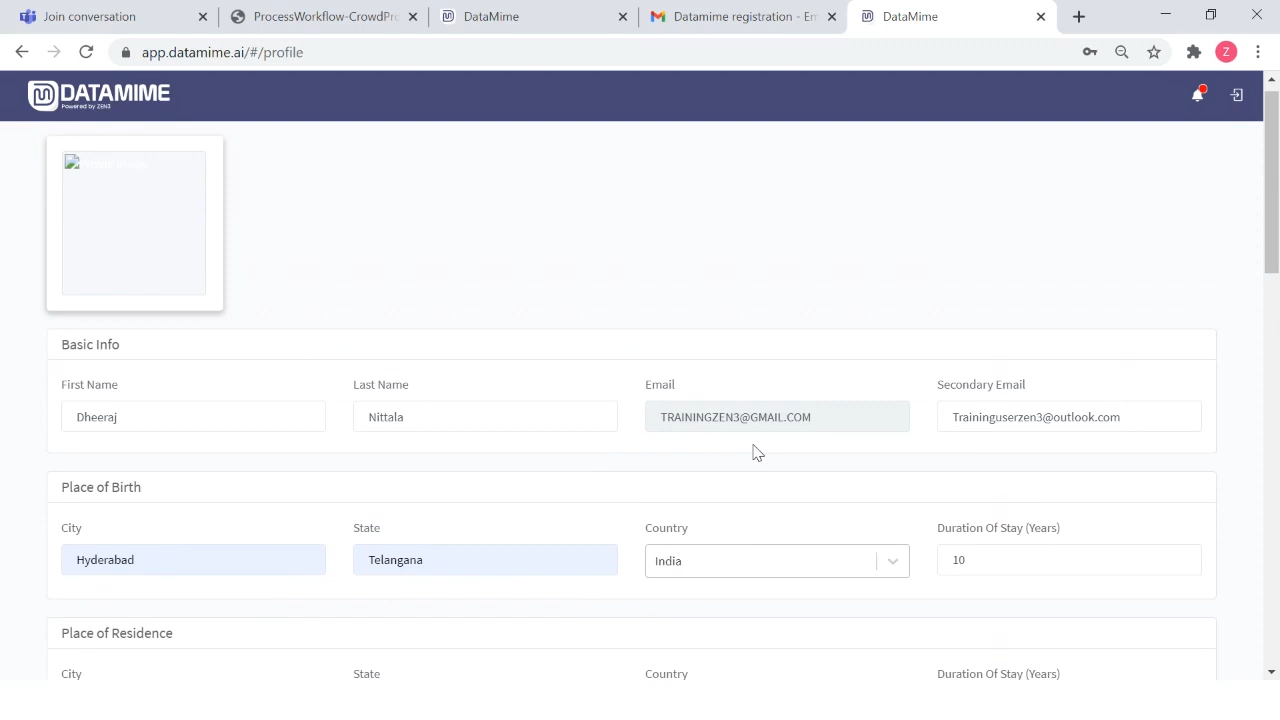 Join conversation
ProcessWorkflow-CrowdPro
DataMime
Datamime registration - Em
DataMime
app.datamime.ai/#/profile
Z
DATAMIME
Powered by ZEN3
Basic Info
First Name Last Name Email Secondary Email
Dheeraj Nittala TRAININGZEN3@GMAIL.COM Traininguserzen3@outlook.com
Place of Birth
City State Country Duration Of Stay (Years)
Hyderabad Telangana India 10
Place of Residence
City State Country Duration Of Stay (Years)